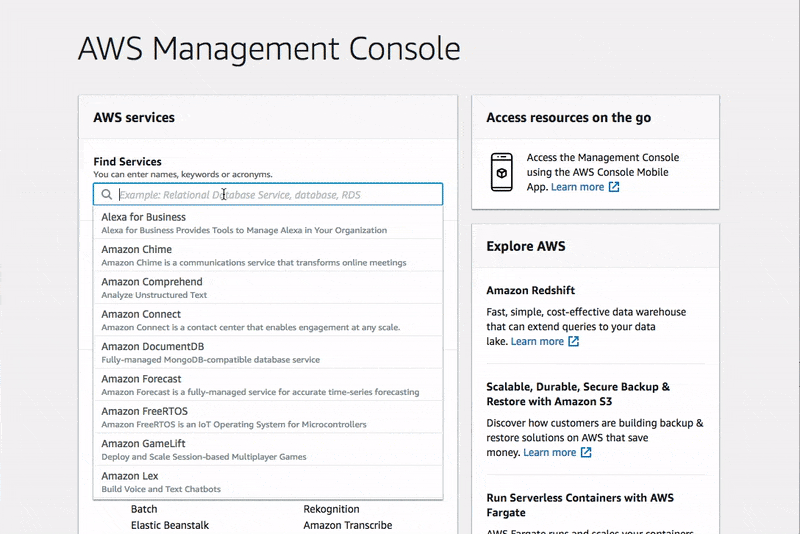 AWS Management Console
AWS services
Find Services
You can enter names, keywords or acronyms.
Example: Relational Database Service, database, RDS
Alexa for Business
Alexa for Business Provides Tools to Manage Alexa in Your Organization
Amazon Chime
Amazon Chime is a communications service that transforms online meetings
Amazon Comprehend
Analyze Unstructured Text
Amazon Connect
Amazon Connect is a contact center that enables engagement at any scale.
Amazon DocumentDB
Fully-managed MongoDB-compatible database service
Amazon Forecast
Amazon Forecast is a fully-managed service for accurate time-series forecasting
Amazon FreeRTOS
Amazon FreeRTOS is an IoT Operating System for Microcontrollers
Amazon GameLift
Deploy and Scale Session-based Multiplayer Games
Amazon Lex
Build Voice and Text Chatbots
Batch
Elastic Beanstalk
Rekognition
Amazon Transcribe
Access resources on the go
Access the Management Console
using the AWS Console Mobile
App. Learn more
Explore AWS
Amazon Redshift
Fast, simple, cost-effective data warehouse
that can extend queries to your data
lake. Learn more
Scalable, Durable, Secure Backup &
Restore with Amazon S3
Discover how customers are building backup &
restore solutions on AWS that save
money. Learn more
Run Serverless Containers with AWS
Fargate
AWS Fargate runs and scales your containers